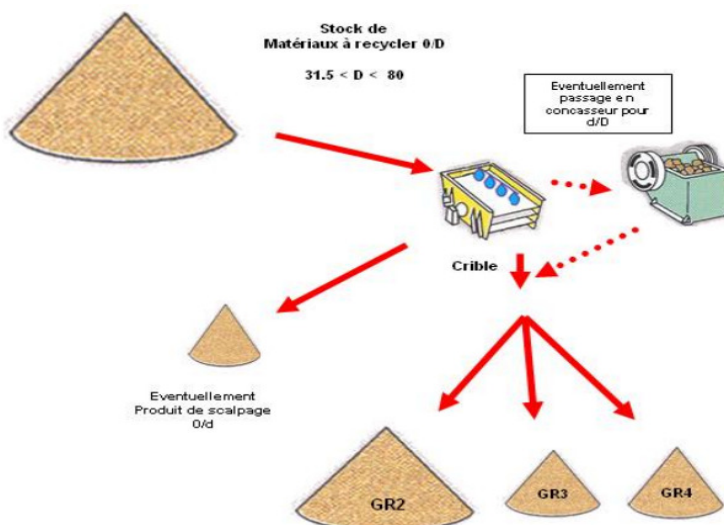 Stock de
Matériaux à recycler 0/D
31.5 < D < 80
Eventuellement
passage en
concasseur pour
d/D
Crible
Eventuellement
Produit de scalpage
0/d
GR2
GR3
GR4